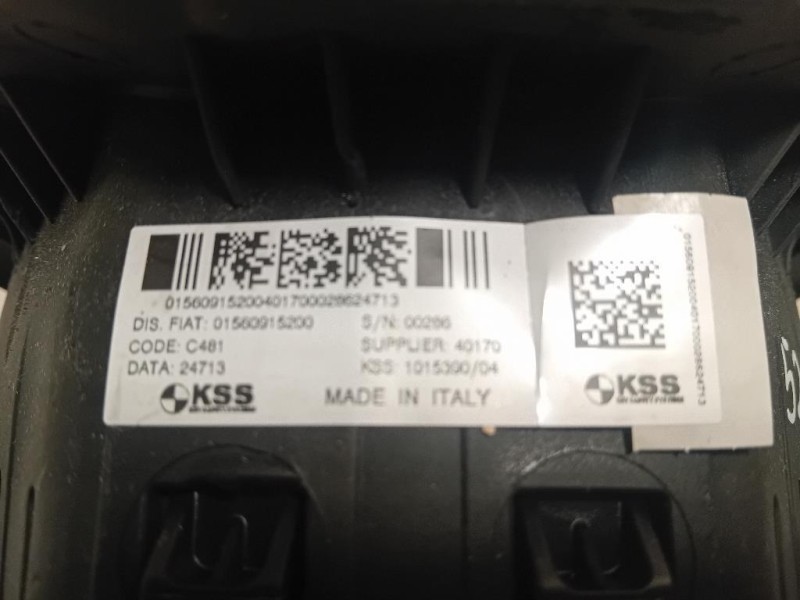 01560915200401700028624713
DIS. FIAT: 01560915200
S/N: 00286
CODE: C481
SUPPLIER: 40170
DATA: 24713
KSS: 1015390/04
KSS
MADE IN ITALY
01560915200401700028624713
KSS